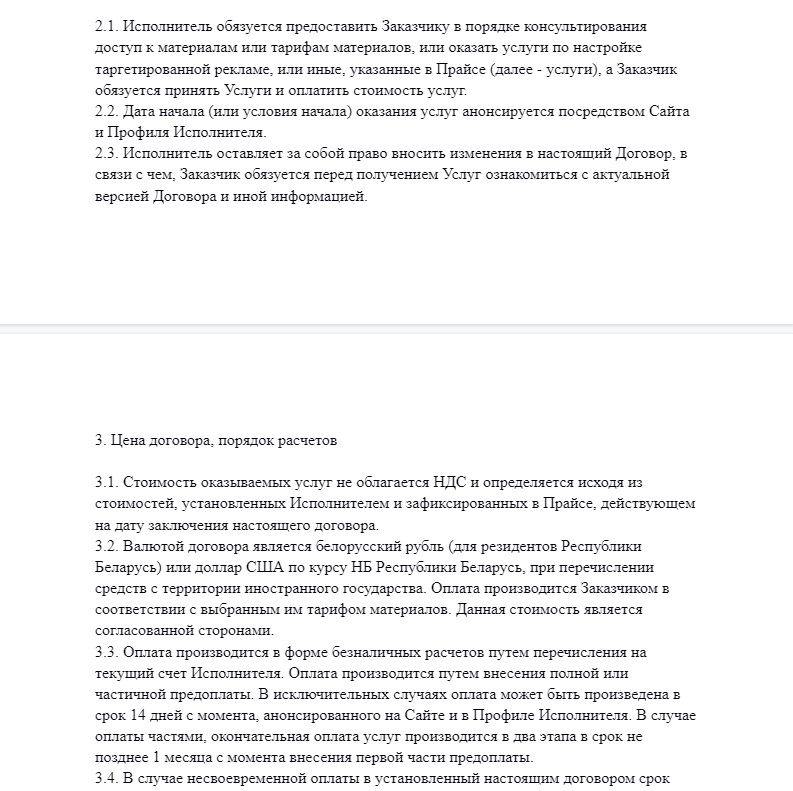 2.1. Исполнитель обязуется предоставить Заказчику в порядке консультирования
доступ к материалам или тарифам материалов, или оказать услуги по настройке
таргетированной рекламе, или иные, указанные в Прайсе (далее - услуги), а Заказчик
обязуется принять Услуги и оплатить стоимость услуг.
2.2. Дата начала (или условия начала) оказания услуг анонсируется посредством Сайта
и Профиля Исполнителя.
2.3. Исполнитель оставляет за собой право вносить изменения в настоящий Договор, в
связи с чем, Заказчик обязуется перед получением Услуг ознакомиться с актуальной
версией Договора и иной информацией.
3. Цена договора, порядок расчетов
3.1. Стоимость оказываемых услуг не облагается НДС и определяется исходя из
стоимостей, установленных Исполнителем и зафиксированных в Прайсе, действующем
на дату заключения настоящего договора.
3.2. Валютой договора является белорусский рубль (для резидентов Республики
Беларусь) или доллар США по курсу НБ Республики Беларусь, при перечислении
средств с территории иностранного государства. Оплата производится Заказчиком в
соответствии с выбранным им тарифом материалов. Данная стоимость является
согласованной сторонами.
3.3. Оплата производится в форме безналичных расчетов путем перечисления на
текущий счет Исполнителя. Оплата производится путем внесения полной или
частичной предоплаты. В исключительных случаях оплата может быть произведена в
срок 14 дней с момента, анонсированного на Сайте и в Профиле Исполнителя. В случае
оплаты частями, окончательная оплата услуг производится в два этапа в срок не
позднее 1 месяца с момента внесения первой части предоплаты.
3.4. В случае несвоевременной оплаты в установленный настоящим договором срок